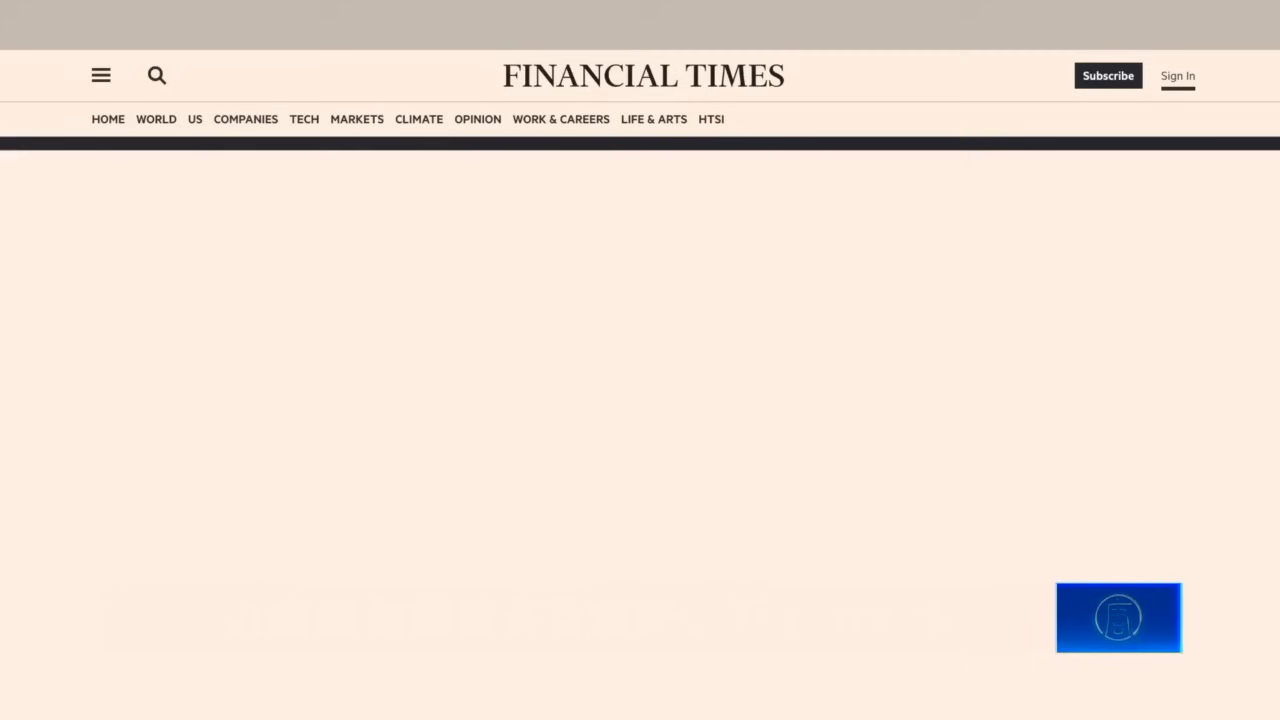 FINANCIAL TIMES
Subscribe
Sign In
HOME WORLD US COMPANIES TECH MARKETS CLIMATE OPINION WORK & CAREERS LIFE & ARTS HTSI